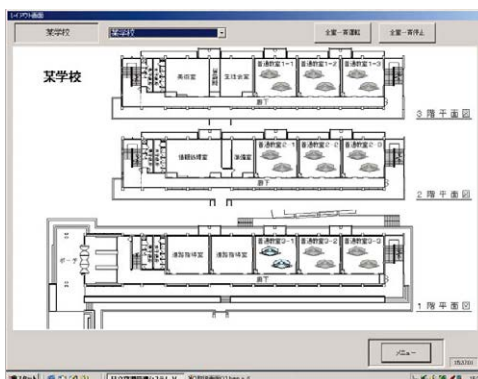 レイアウト画面
某学校 某学校 全室一斉運転 全室一斉停止
某学校
美術室 生徒会室 普通教室1-1 普通教室1-2 普通教室1-3
廊下
3階平面図
情報処理室 準備室 普通教室2-1 普通教室2-2 普通教室2-3
廊下
2階平面図
ポーチ 進路指導室 進路指導室 普通教室3-1 普通教室3-2 普通教室3-3
廊下
1階平面図
メニュー